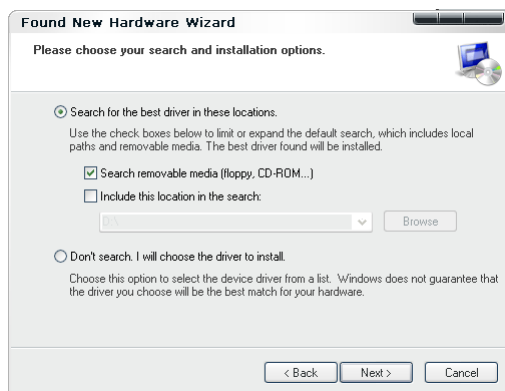 Found New Hardware Wizard
Please choose your search and installation options.
Search for the best driver in these locations.
Use the check boxes below to limit or expand the default search, which includes local
paths and removable media. The best driver found will be installed.
Search removable media (floppy, CD-ROM...)
Include this location in the search:
D:\
Browse
Don't search. I will choose the driver to install.
Choose this option to select the device driver from a list. Windows does not guarantee that
the driver you choose will be the best match for your hardware.
< Back
Next >
Cancel